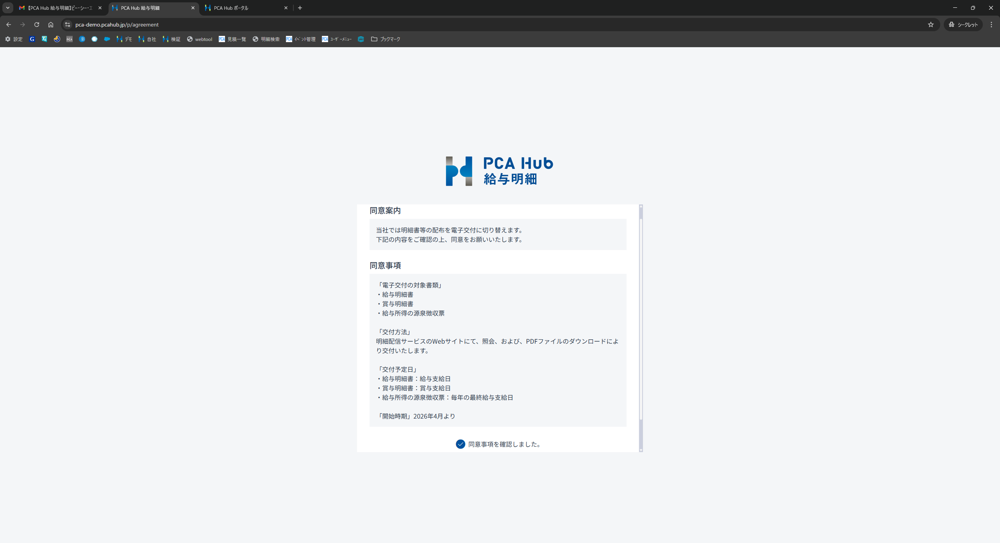 【PCA Hub 給与明細】ピー・シー・エ
PCA Hub 給与明細
PCA Hub ポータル
pca-demo.pcahub.jp/p/agreement
シークレット
設定
デモ
自社
検証
webtool
PCA 見積一覧
明細検索
PCA ｲﾍﾞﾝﾄ管理
PCA ﾕｰｻﾞｰﾒﾆｭｰ
ブックマーク
PCA Hub
給与明細
同意案内
当社では明細書等の配布を電子交付に切り替えます。
下記の内容をご確認の上、同意をお願いいたします。
同意事項
「電子交付の対象書類」
・給与明細書
・賞与明細書
・給与所得の源泉徴収票
「交付方法」
明細配信サービスのWebサイトにて、照会、および、PDFファイルのダウンロードによ
り交付いたします。
「交付予定日」
・給与明細書：給与支給日
・賞与明細書：賞与支給日
・給与所得の源泉徴収票：毎年の最終給与支給日
「開始時期」2026年4月より
同意事項を確認しました。